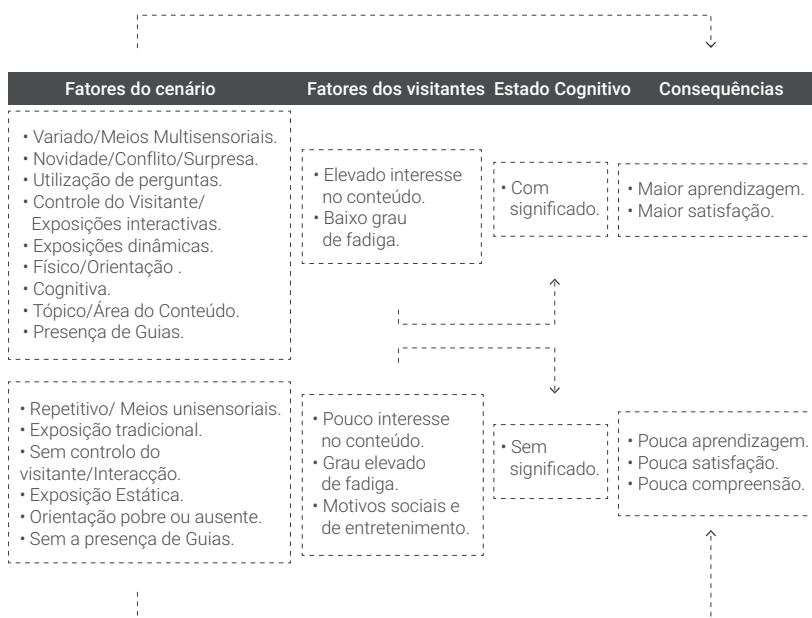 Fatores do cenário
Fatores dos visitantes
Estado Cognitivo
Consequências
• Variado/Meios Multisensoriais.
• Novidade/Conflito/Surpresa.
• Utilização de perguntas.
• Controle do Visitante/
Exposições interactivas.
• Exposições dinâmicas.
• Físico/Orientação .
• Cognitiva.
• Tópico/Área do Conteúdo.
• Presença de Guias.
• Elevado interesse
no conteúdo.
• Baixo grau
de fadiga.
• Com
significado.
• Maior aprendizagem.
• Maior satisfação.
• Repetitivo/ Meios unisensoriais.
• Exposição tradicional.
• Sem controlo do
visitante/Interacção.
• Exposição Estática.
• Orientação pobre ou ausente.
• Sem a presença de Guias.
• Pouco interesse
no conteúdo.
• Grau elevado
de fadiga.
• Motivos sociais e
de entretenimento.
• Sem
significado.
• Pouca aprendizagem.
• Pouca satisfação.
• Pouca compreensão.